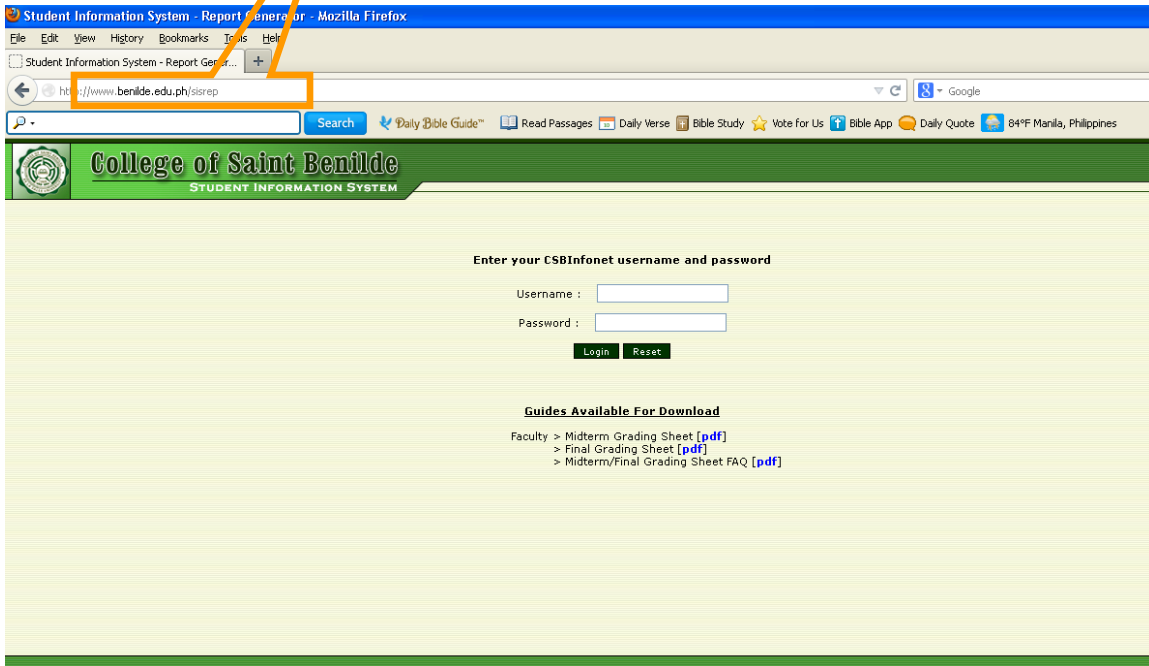 Student Information System - Report Generator - Mozilla Firefox
File Edit View History Bookmarks Tools Help
Student Information System - Report Gener... +
http://www.benilde.edu.ph/sisrep Google
Search Daily Bible Guide™ Read Passages Daily Verse Bible Study Vote for Us Bible App Daily Quote 84°F Manila, Philippines
College of Saint Benilde
STUDENT INFORMATION SYSTEM
Enter your CSBInfonet username and password
Username :
Password :
Login Reset
Guides Available For Download
Faculty > Midterm Grading Sheet [pdf]
> Final Grading Sheet [pdf]
> Midterm/Final Grading Sheet FAQ [pdf]